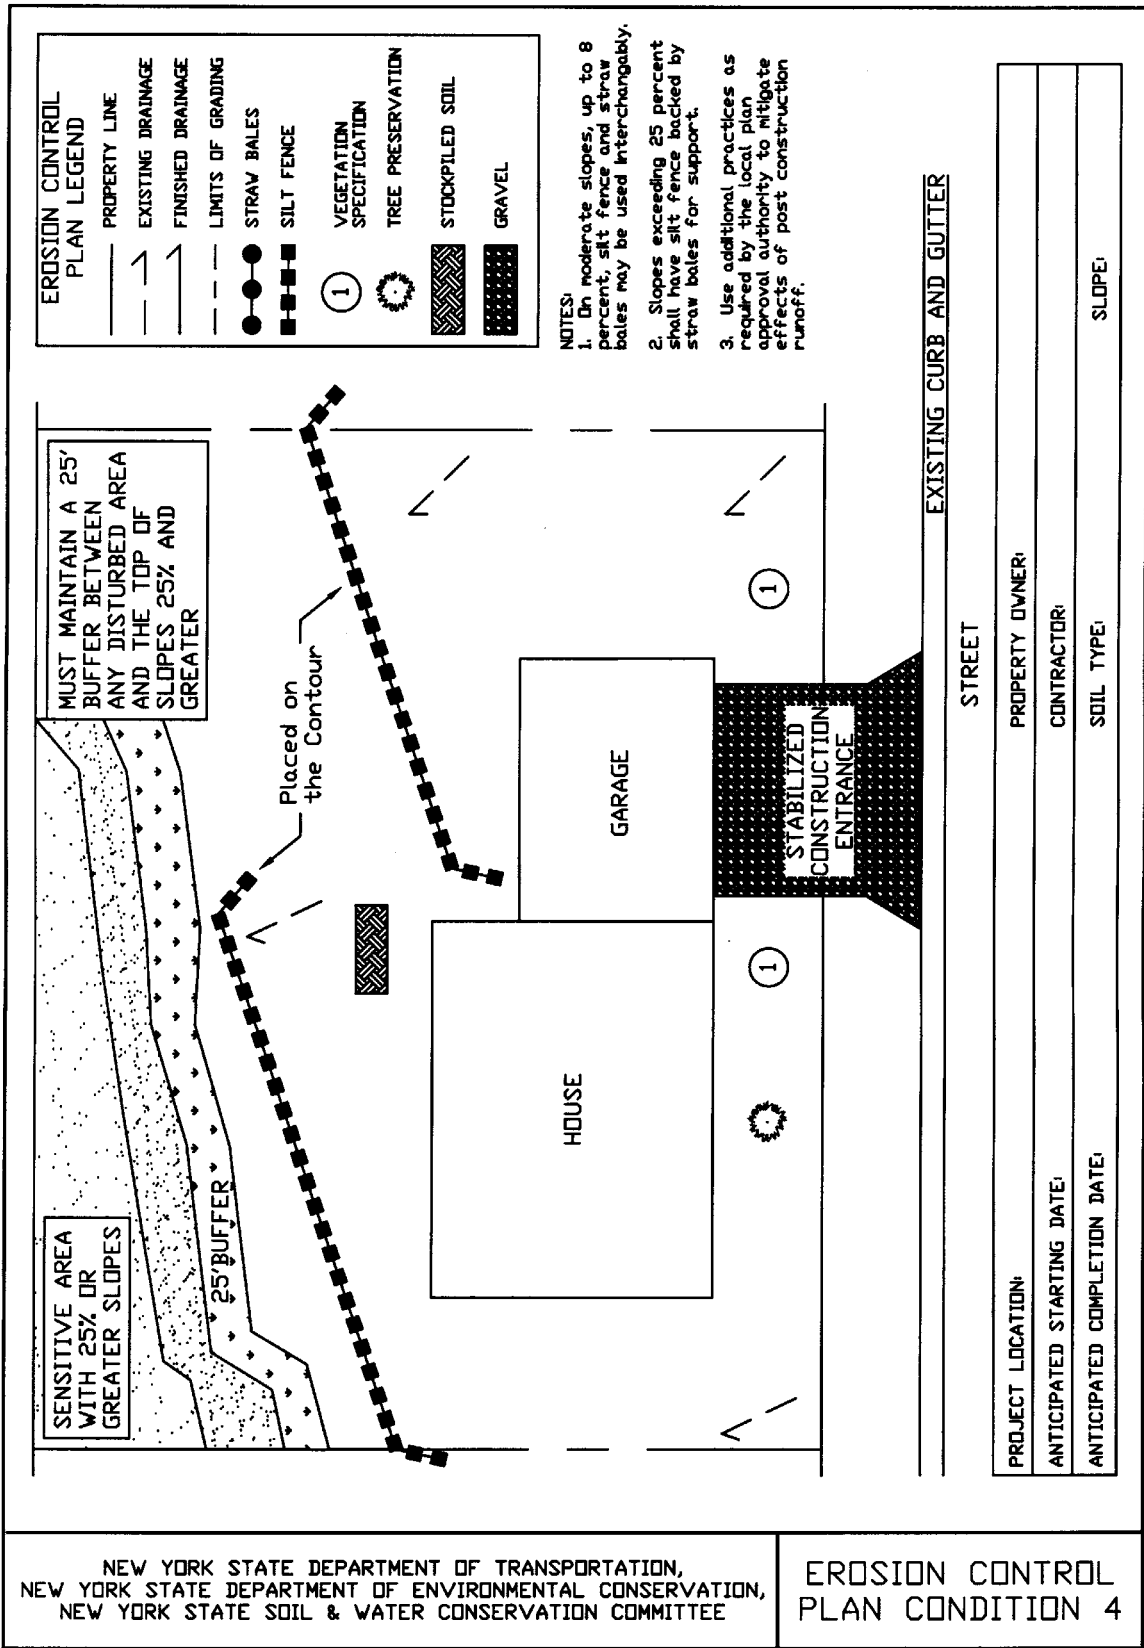 EROSION CONTROL
PLAN LEGEND
PROPERTY LINE
EXISTING DRAINAGE
FINISHED DRAINAGE
LIMITS OF GRADING
STRAW BALES
SILT FENCE
1
VEGETATION
SPECIFICATION
TREE PRESERVATION
STOCKPILED SOIL
GRAVEL
NOTES:
1. On moderate slopes, up to 8
percent, silt fence and straw
bales may be used interchangably.
2. Slopes exceeding 25 percent
shall have silt fence backed by
straw bales for support.
3. Use additional practices as
required by the local plan
approval authority to mitigate
effects of post construction
runoff.
MUST MAINTAIN A 25'
BUFFER BETWEEN
ANY DISTURBED AREA
AND THE TOP OF
SLOPES 25% AND
GREATER
SENSITIVE AREA
WITH 25% OR
GREATER SLOPES
25'BUFFER
Placed on
the Contour
HOUSE
GARAGE
1
1
STABILIZED
CONSTRUCTION
ENTRANCE
EXISTING CURB AND GUTTER
STREET
PROJECT LOCATION:
PROPERTY OWNER:
ANTICIPATED STARTING DATE:
CONTRACTOR:
ANTICIPATED COMPLETION DATE:
SOIL TYPE:
SLOPE:
NEW YORK STATE DEPARTMENT OF TRANSPORTATION,
NEW YORK STATE DEPARTMENT OF ENVIRONMENTAL CONSERVATION,
NEW YORK STATE SOIL & WATER CONSERVATION COMMITTEE
EROSION CONTROL
PLAN CONDITION 4